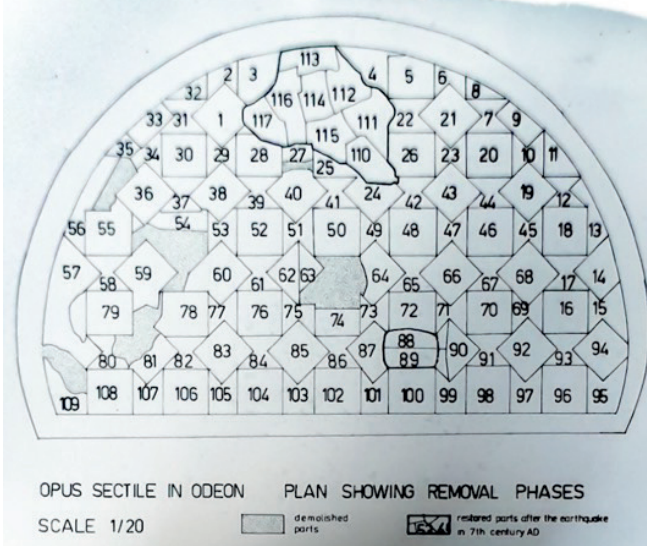 113
2 3 4 5 6
32 116 114 112 8
33 31 1 117 111 22 21 7 9
115
35 34 30 29 28 27 110 26 23 20 10 11
25
36 38 40 24 43 19
37 39 41 42 44 12
54
56 55 53 52 51 50 49 48 47 46 45 18 13
57 59 60 62 63 64 66 68 14
58 61 65 67 17
79 78 77 76 75 73 72 71 70 69 16 15
74
88
83 85 87 90 92 94
80 81 82 84 86 89 91 93
109 108 107 106 105 104 103 102 101 100 99 98 97 96 95
OPUS SECTILE IN ODEON PLAN SHOWING REMOVAL PHASES
SCALE 1/20
demolished
parts
restored parts after the earthquake
in 7th century AD